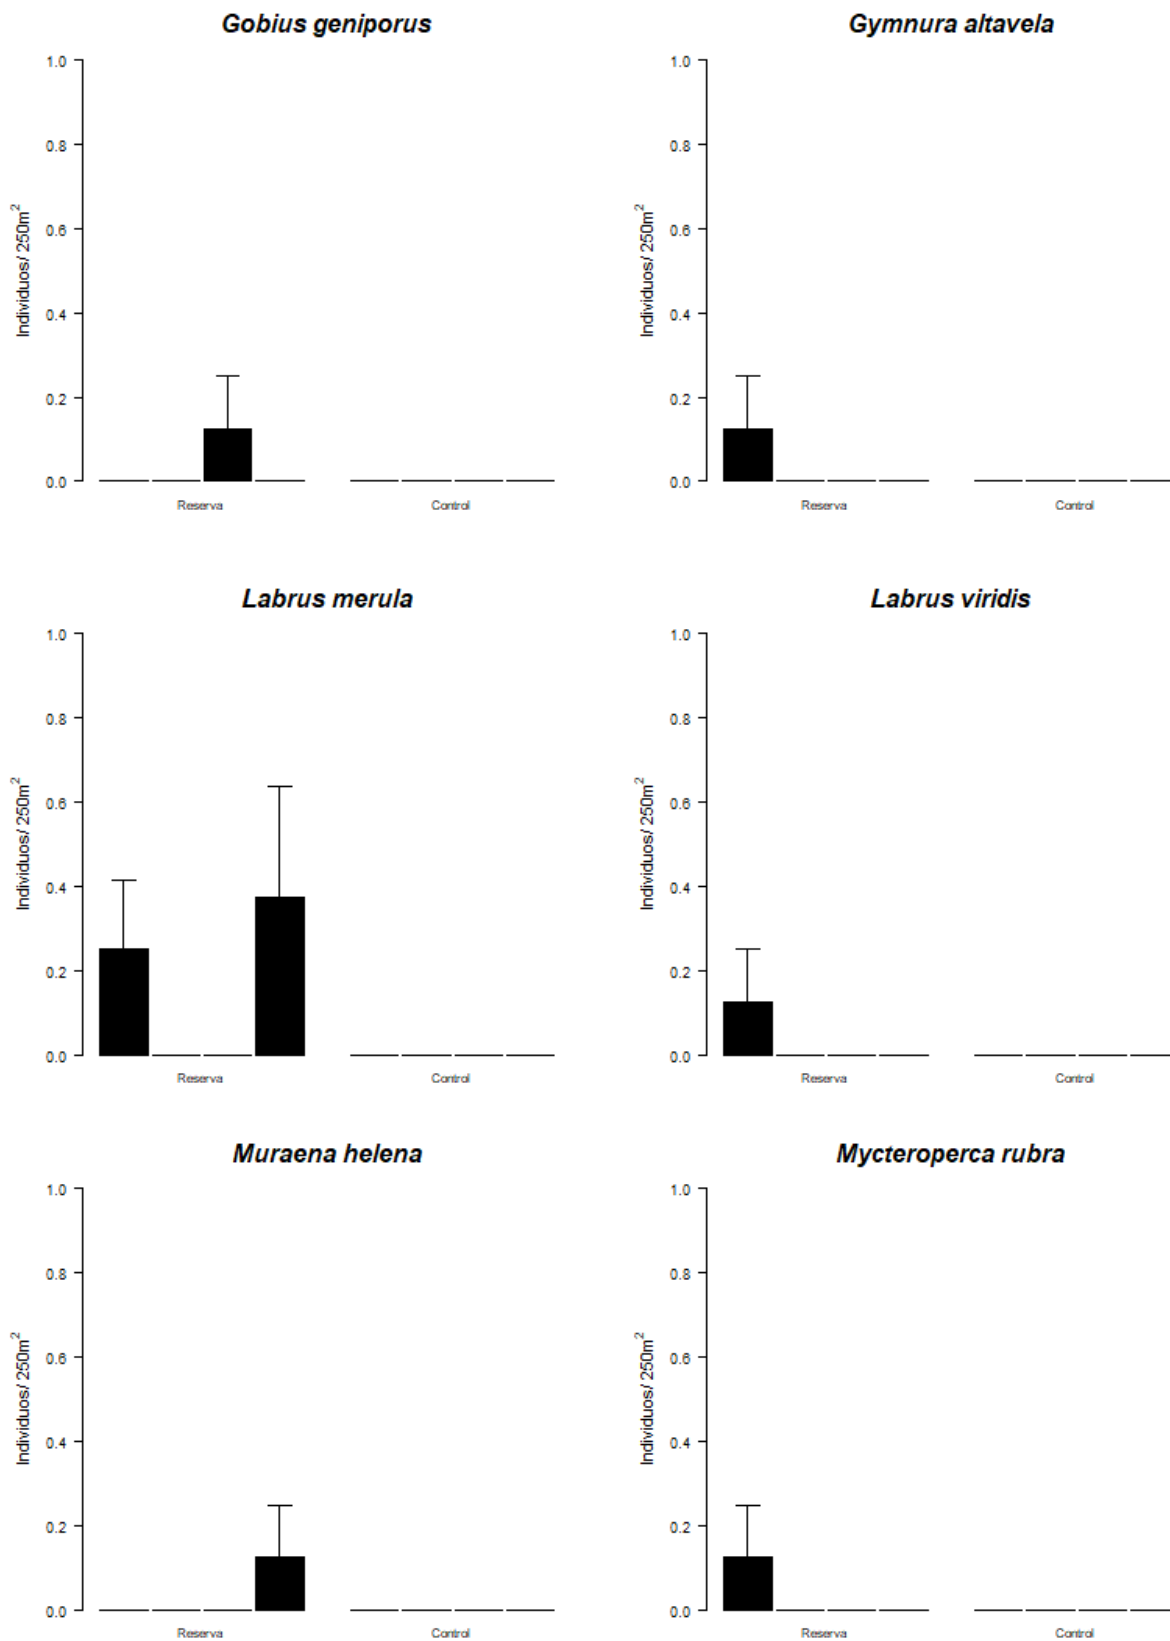 Gobius geniporus
1.0
0.8
0.6
0.4
0.2
0.0
Individuos/ 250m²
Reserva
Control
Gymnura altavela
1.0
0.8
0.6
0.4
0.2
0.0
Individuos/ 250m²
Reserva
Control
Labrus merula
1.0
0.8
0.6
0.4
0.2
0.0
Individuos/ 250m²
Reserva
Control
Labrus viridis
1.0
0.8
0.6
0.4
0.2
0.0
Individuos/ 250m²
Reserva
Control
Muraena helena
1.0
0.8
0.6
0.4
0.2
0.0
Individuos/ 250m²
Reserva
Control
Mycteroperca rubra
1.0
0.8
0.6
0.4
0.2
0.0
Individuos/ 250m²
Reserva
Control